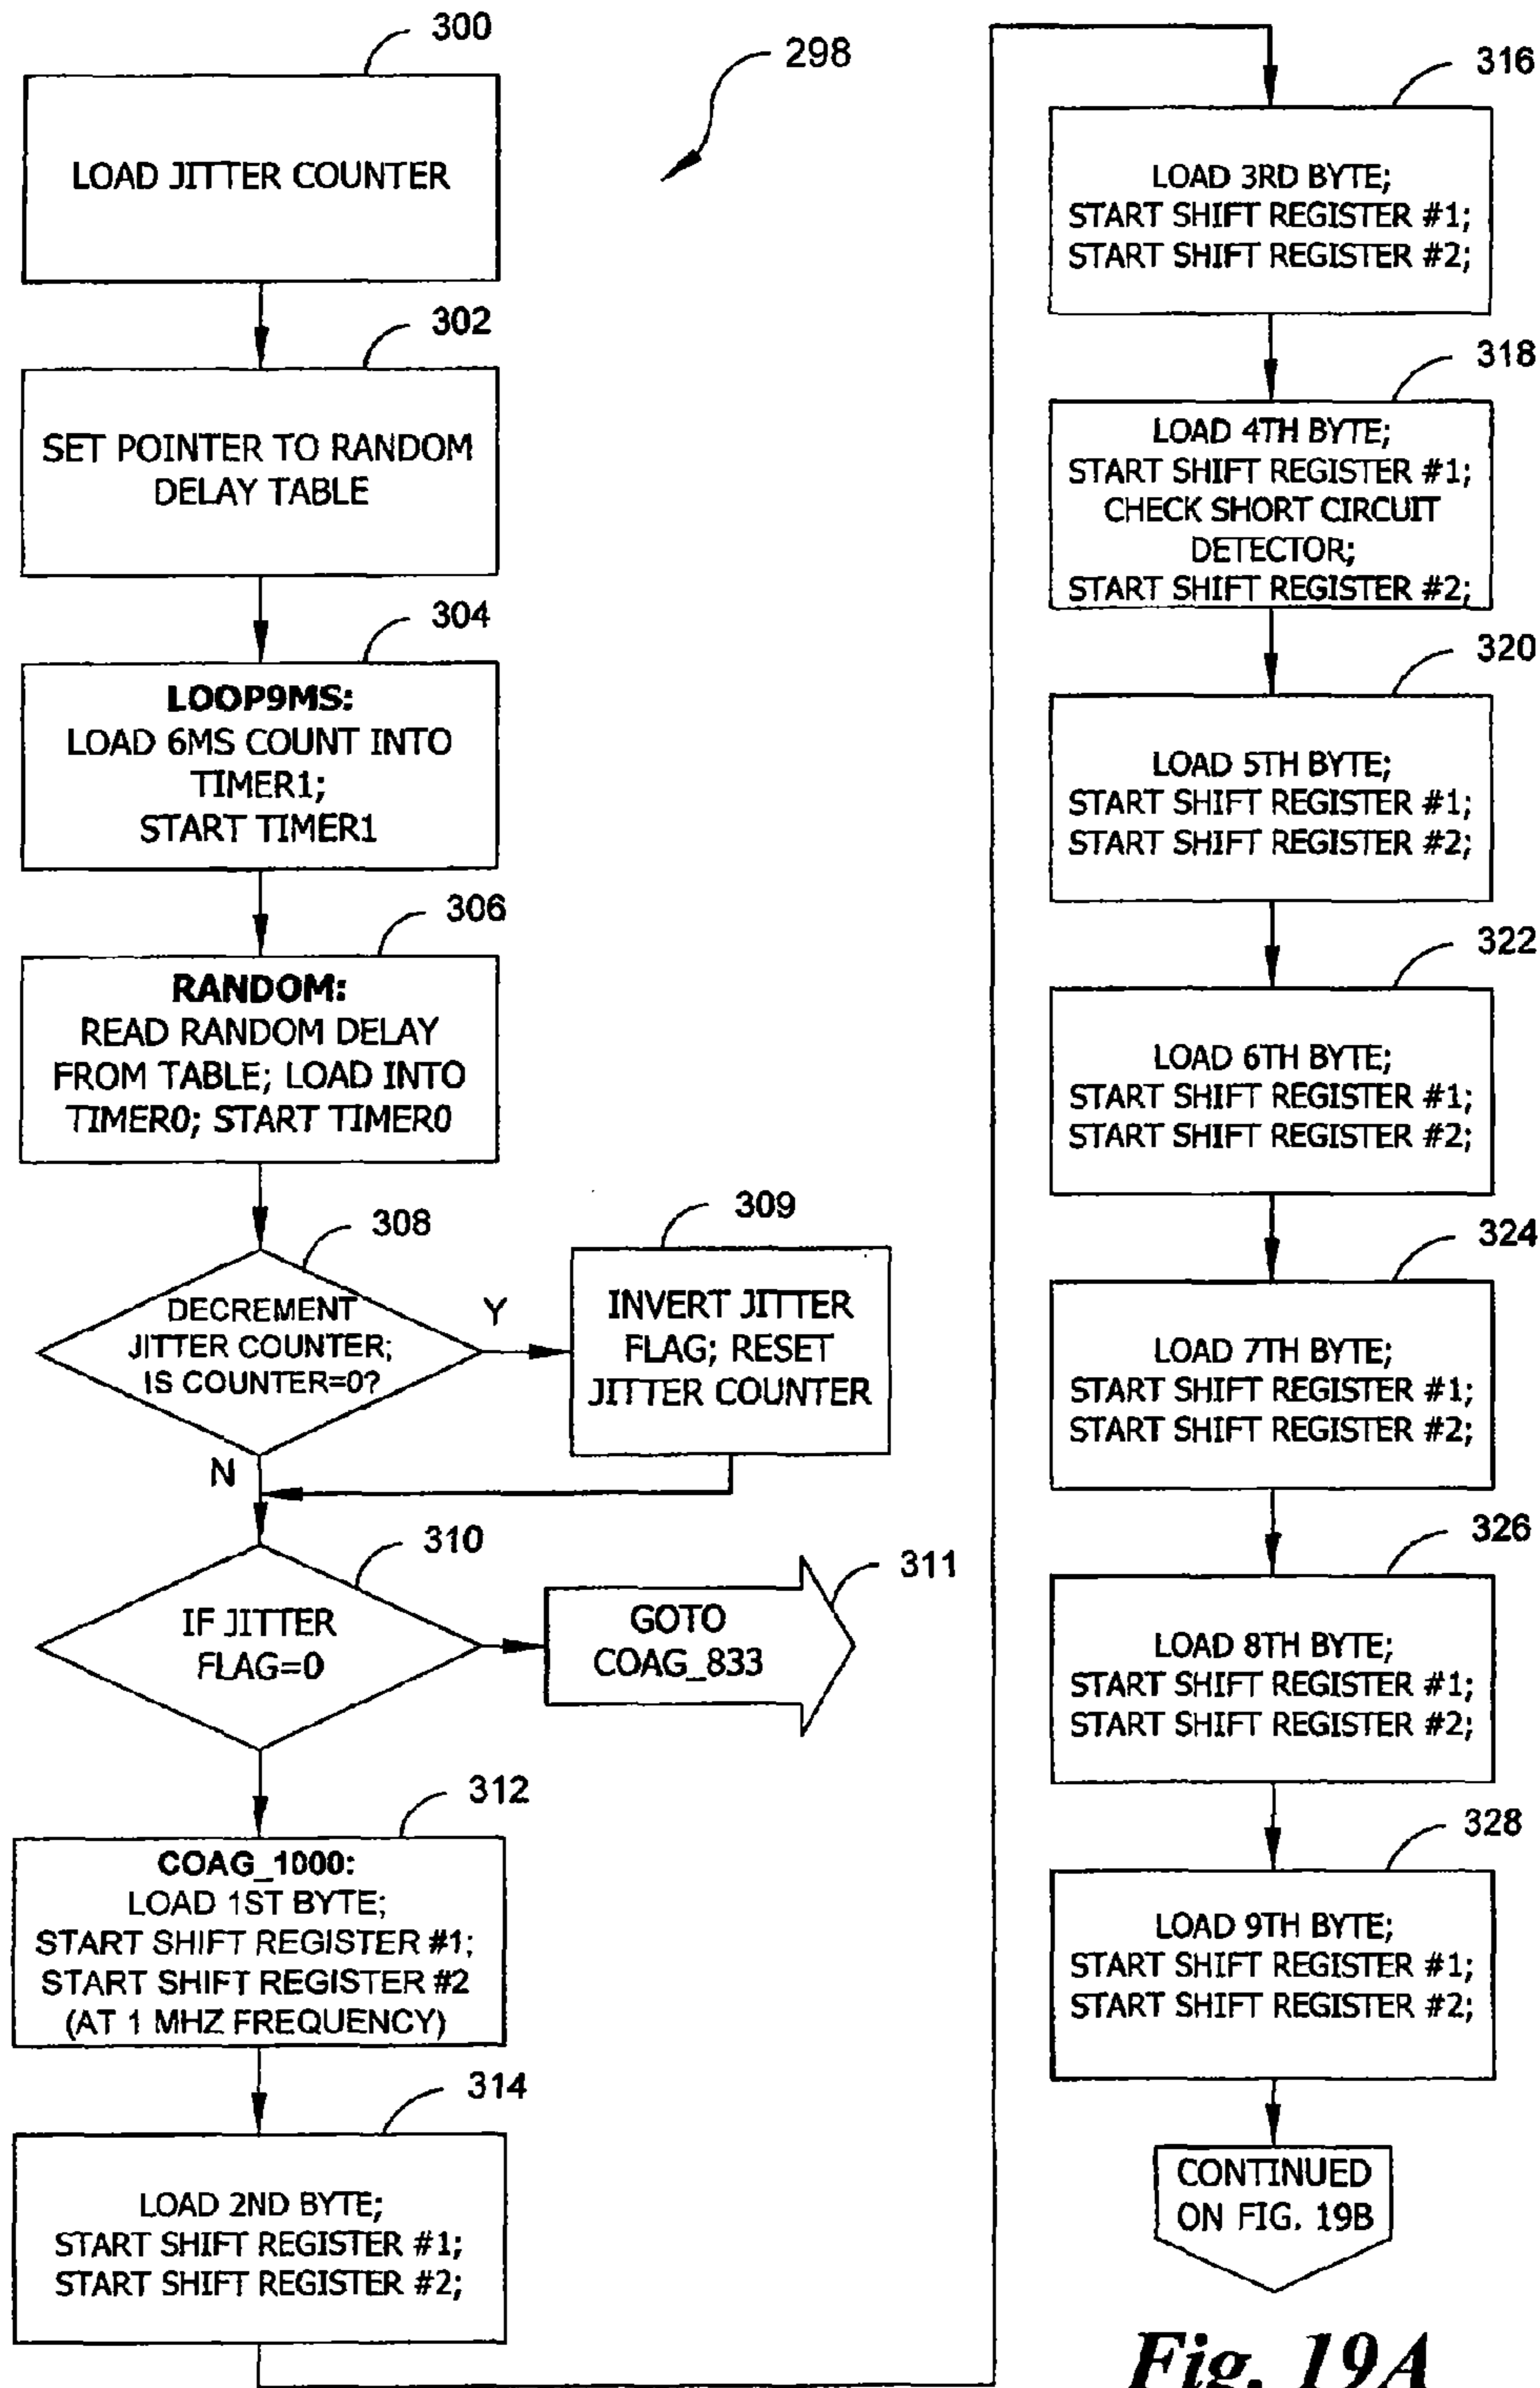 300
298
LOAD JITTER COUNTER
302
SET POINTER TO RANDOM
DELAY TABLE
304
LOOP9MS:
LOAD 6MS COUNT INTO
TIMER1;
START TIMER1
306
RANDOM:
READ RANDOM DELAY
FROM TABLE; LOAD INTO
TIMER0; START TIMER0
308
DECREMENT
JITTER COUNTER;
IS COUNTER=0?
Y
N
309
INVERT JITTER
FLAG; RESET
JITTER COUNTER
310
IF JITTER
FLAG=0
311
GOTO
COAG_833
312
COAG_1000:
LOAD 1ST BYTE;
START SHIFT REGISTER #1;
START SHIFT REGISTER #2
(AT 1 MHZ FREQUENCY)
314
LOAD 2ND BYTE;
START SHIFT REGISTER #1;
START SHIFT REGISTER #2;
316
LOAD 3RD BYTE;
START SHIFT REGISTER #1;
START SHIFT REGISTER #2;
318
LOAD 4TH BYTE;
START SHIFT REGISTER #1;
CHECK SHORT CIRCUIT
DETECTOR;
START SHIFT REGISTER #2;
320
LOAD 5TH BYTE;
START SHIFT REGISTER #1;
START SHIFT REGISTER #2;
322
LOAD 6TH BYTE;
START SHIFT REGISTER #1;
START SHIFT REGISTER #2;
324
LOAD 7TH BYTE;
START SHIFT REGISTER #1;
START SHIFT REGISTER #2;
326
LOAD 8TH BYTE;
START SHIFT REGISTER #1;
START SHIFT REGISTER #2;
328
LOAD 9TH BYTE;
START SHIFT REGISTER #1;
START SHIFT REGISTER #2;
CONTINUED
ON FIG. 19B
Fig. 19A